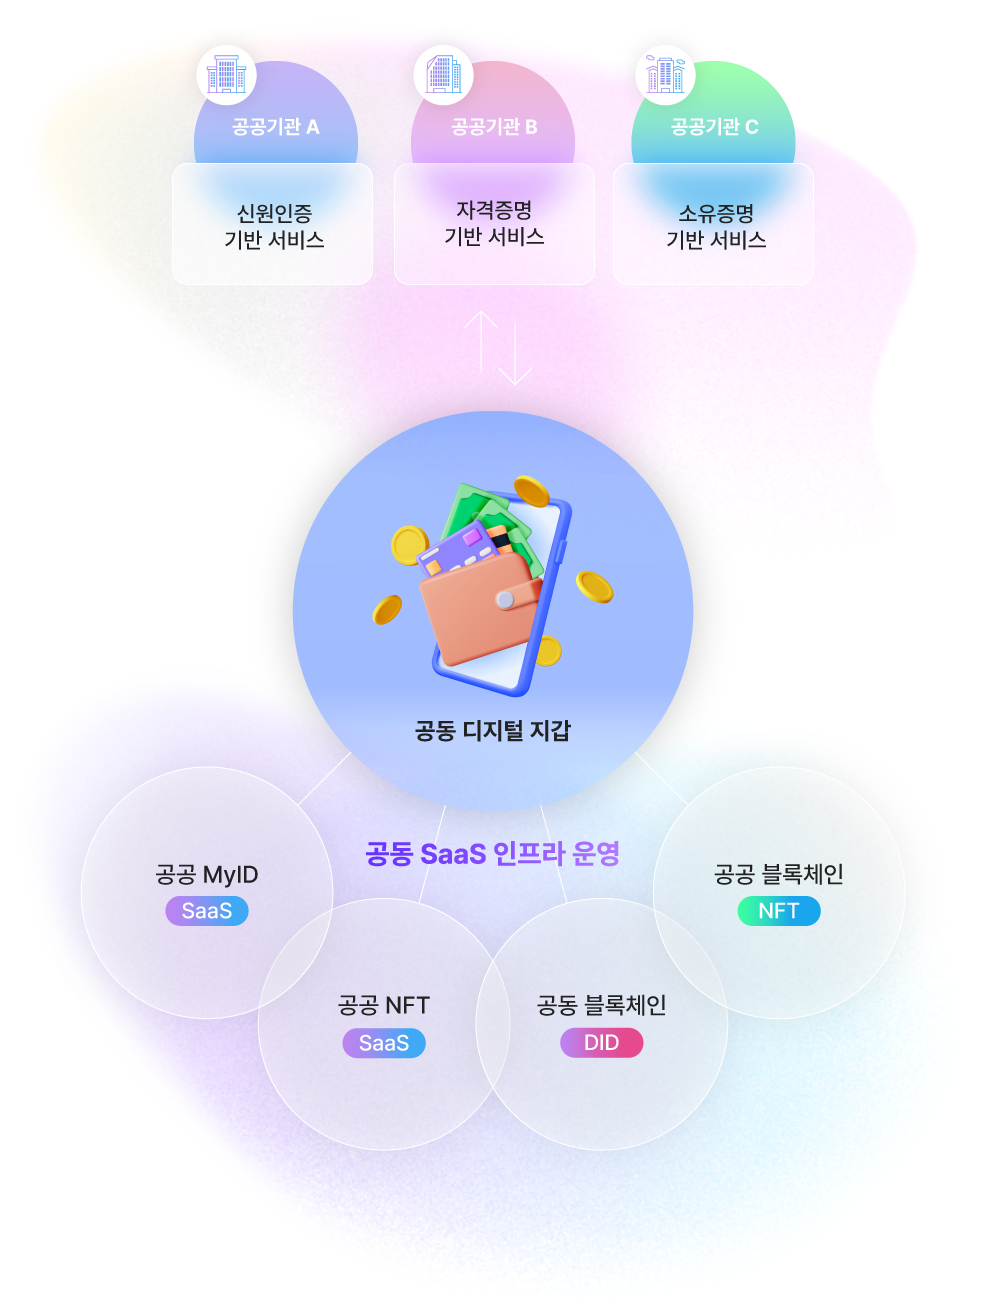 공공기관 A
공공기관 B
공공기관 C
신원인증
기반 서비스
자격증명
기반 서비스
소유증명
기반 서비스
공동 디지털 지갑
공동 SaaS 인프라 운영
공공 MyID
SaaS
공공 NFT
SaaS
공동 블록체인
DID
공공 블록체인
NFT